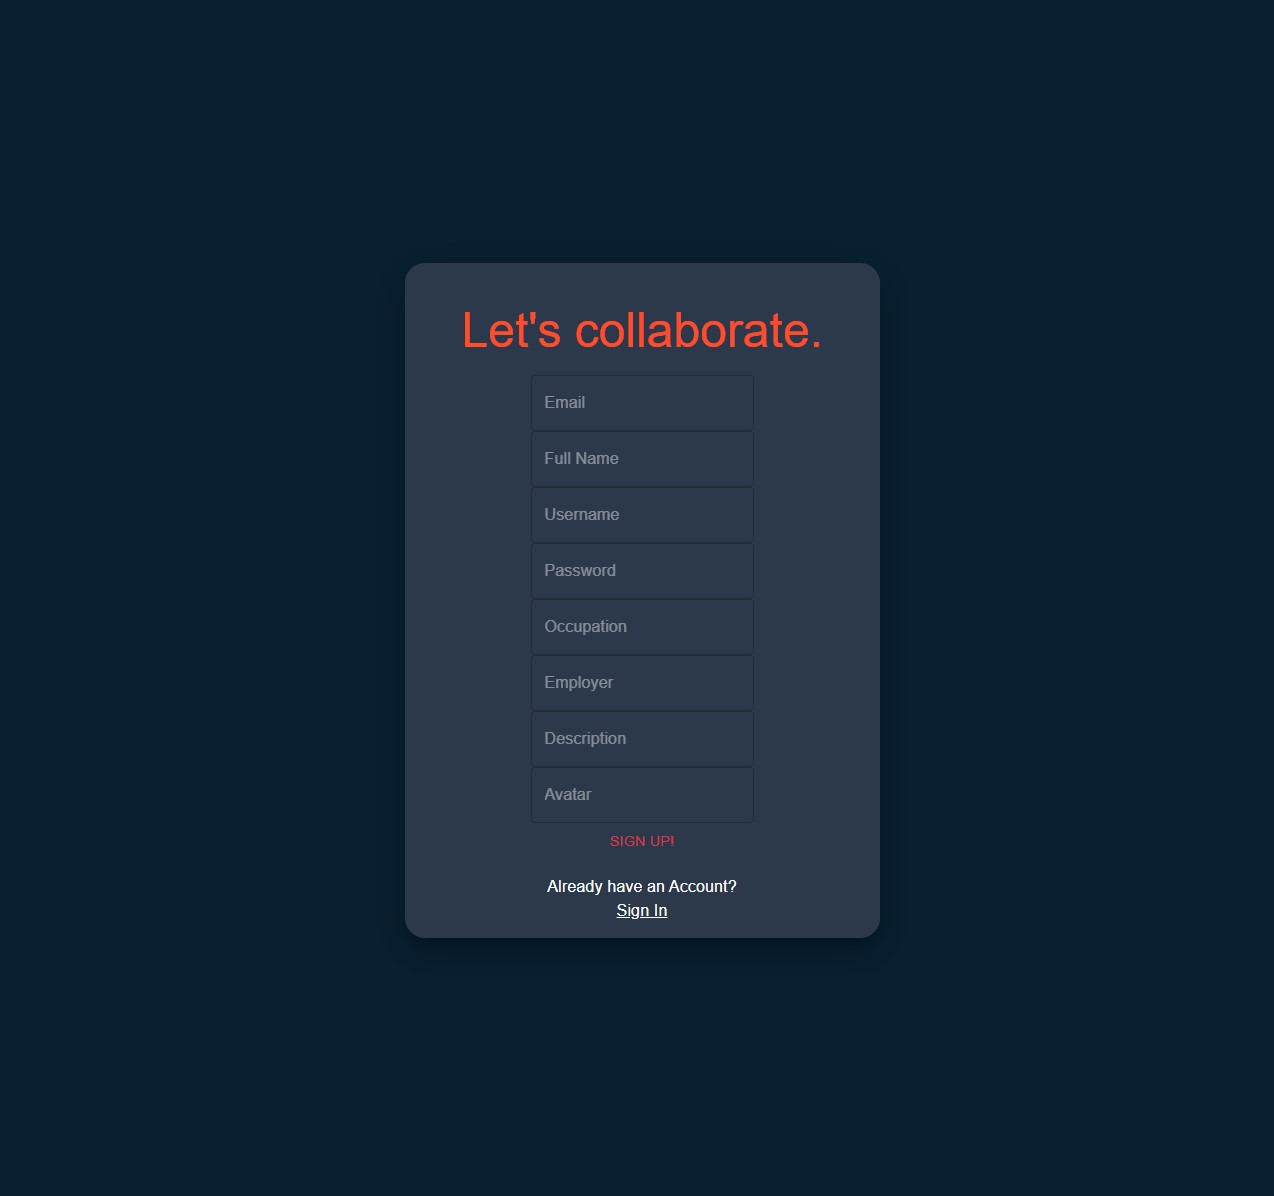 Let's collaborate.
Email
Full Name
Username
Password
Occupation
Employer
Description
Avatar
SIGN UP!
Already have an Account?
Sign In